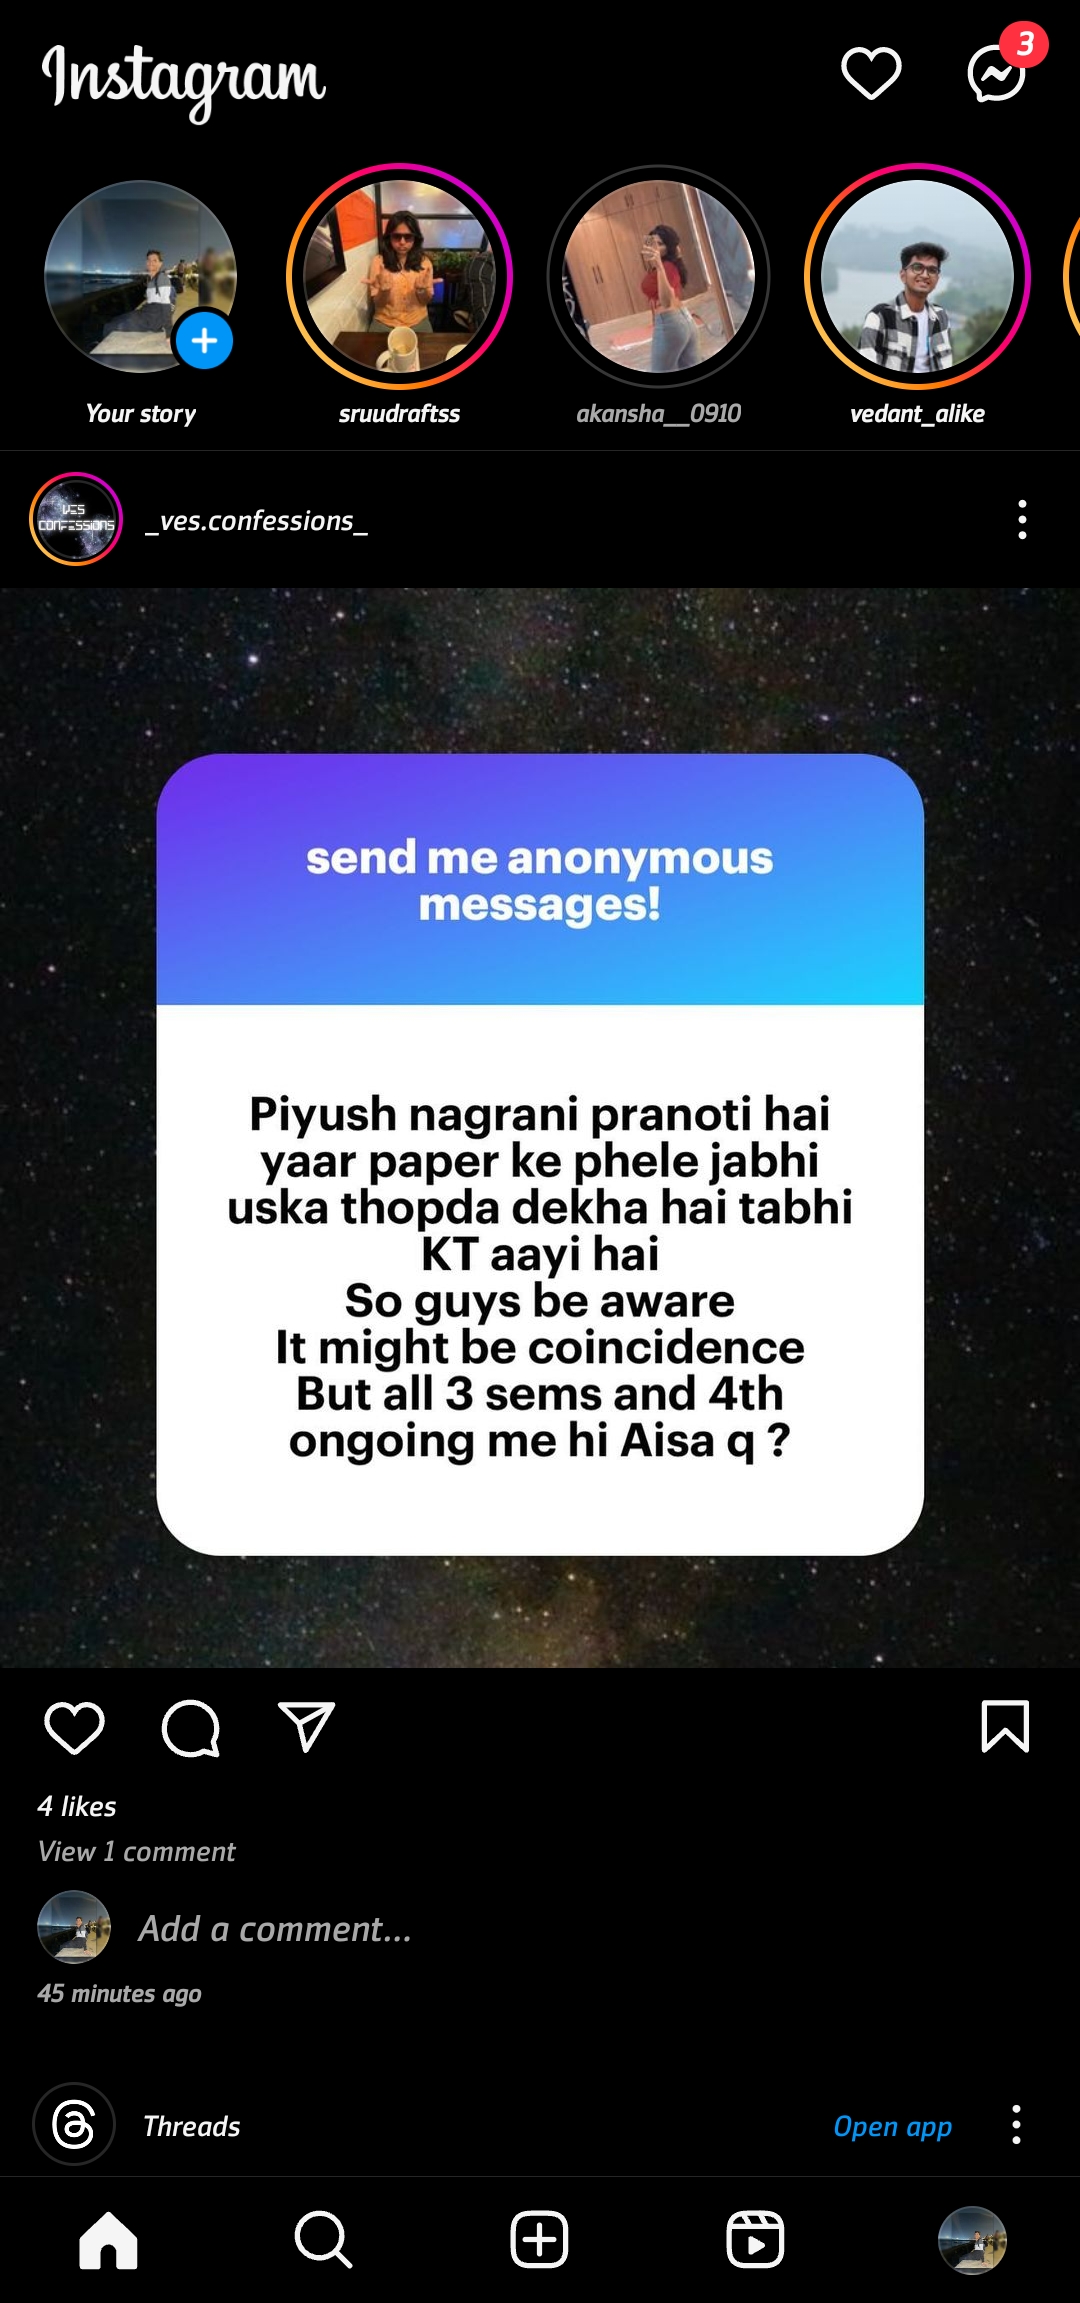 Instagram
3
Your story
sruudraftss
akansha__0910
vedant_alike
VES
CONFESSIONS
_ves.confessions_
send me anonymous
messages!
Piyush nagrani pranoti hai
yaar paper ke phele jabhi
uska thopda dekha hai tabhi
KT aayi hai
So guys be aware
It might be coincidence
But all 3 sems and 4th
ongoing me hi Aisa q ?
4 likes
View 1 comment
Add a comment...
45 minutes ago
Threads
Open app